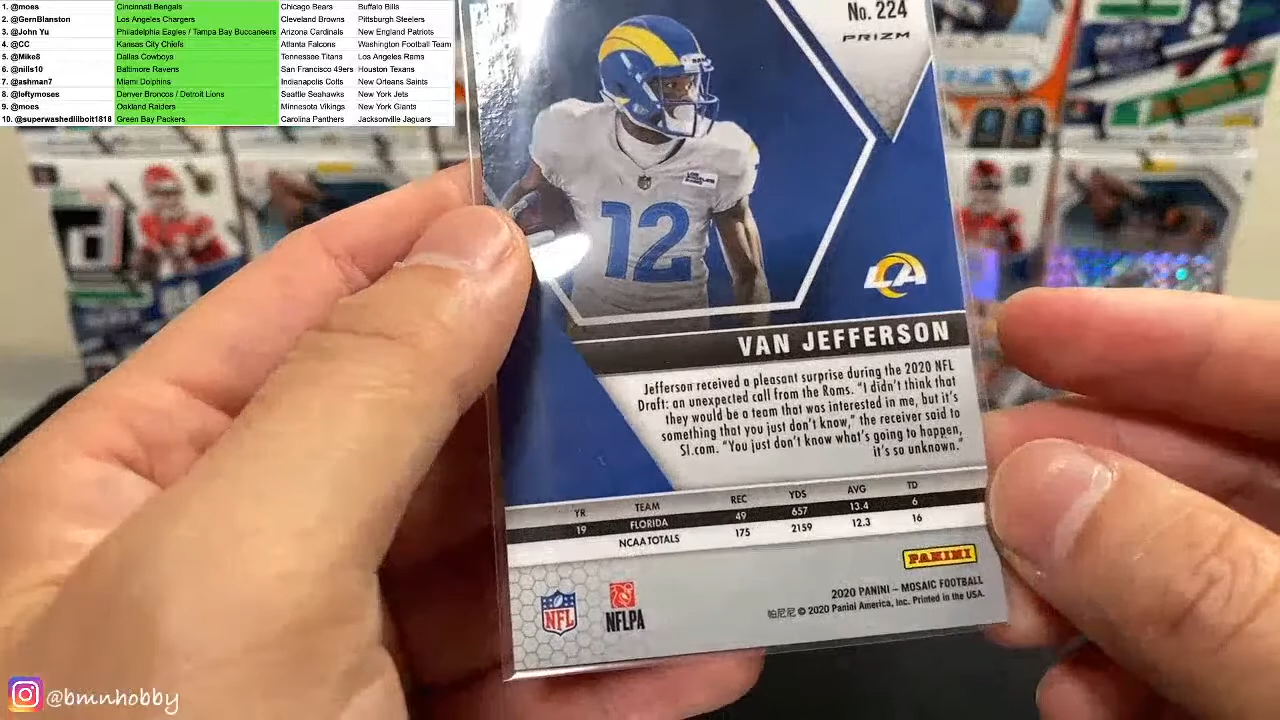 1. @moes Cincinnati Bengals Chicago Bears Buffalo Bills
2. @GernBlanston Los Angeles Chargers Cleveland Browns Pittsburgh Steelers
3. @John Yu Philadelphia Eagles / Tampa Bay Buccaneers Arizona Cardinals New England Patriots
4. @CC Kansas City Chiefs Atlanta Falcons Washington Football Team
5. @Mike8 Dallas Cowboys Tennessee Titans Los Angeles Rams
6. @nills10 Baltimore Ravens San Francisco 49ers Houston Texans
7. @ashman7 Miami Dolphins Indianapolis Colts New Orleans Saints
8. @leftymoses Denver Broncos / Detroit Lions Seattle Seahawks New York Jets
9. @moes Oakland Raiders Minnesota Vikings New York Giants
10. @superwashedlilboit1818 Green Bay Packers Carolina Panthers Jacksonville Jaguars
No. 224
PRIZM
12
LA
VAN JEFFERSON
Jefferson received a pleasant surprise during the 2020 NFL
Draft: an unexpected call from the Rams. "I didn't think that
they would be a team that was interested in me, but it's
something that you just don't know," the receiver said to
SI.com. "You just don't know what's going to happen,
it's so unknown."
YR TEAM REC YDS AVG TD
19 FLORIDA 49 657 13.4 6
NCAA TOTALS 175 2159 12.3 16
PANINI
NFL NFLPA
2020 PANINI – MOSAIC FOOTBALL
帕尼尼 © 2020 Panini America, Inc. Printed in the USA.
@bmnhobby